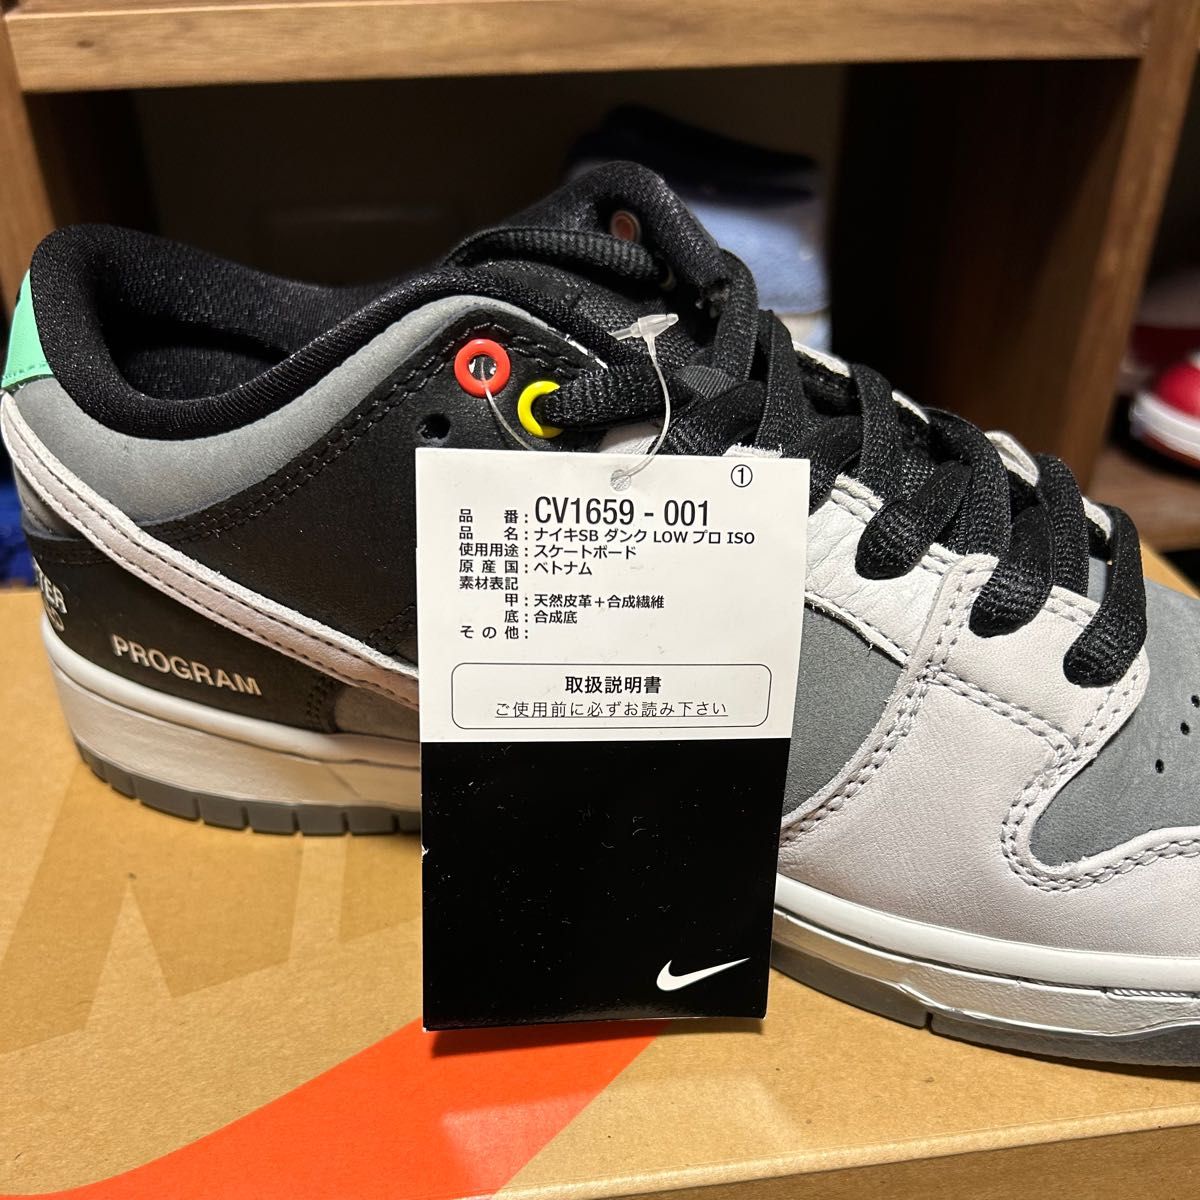 ①
品番：CV1659 - 001
品名：ナイキSB ダンク LOW プロ ISO
使用用途：スケートボード
原産国：ベトナム
素材表記
甲：天然皮革＋合成繊維
底：合成底
その他：
取扱説明書
ご使用前に必ずお読み下さい
PROGRAM